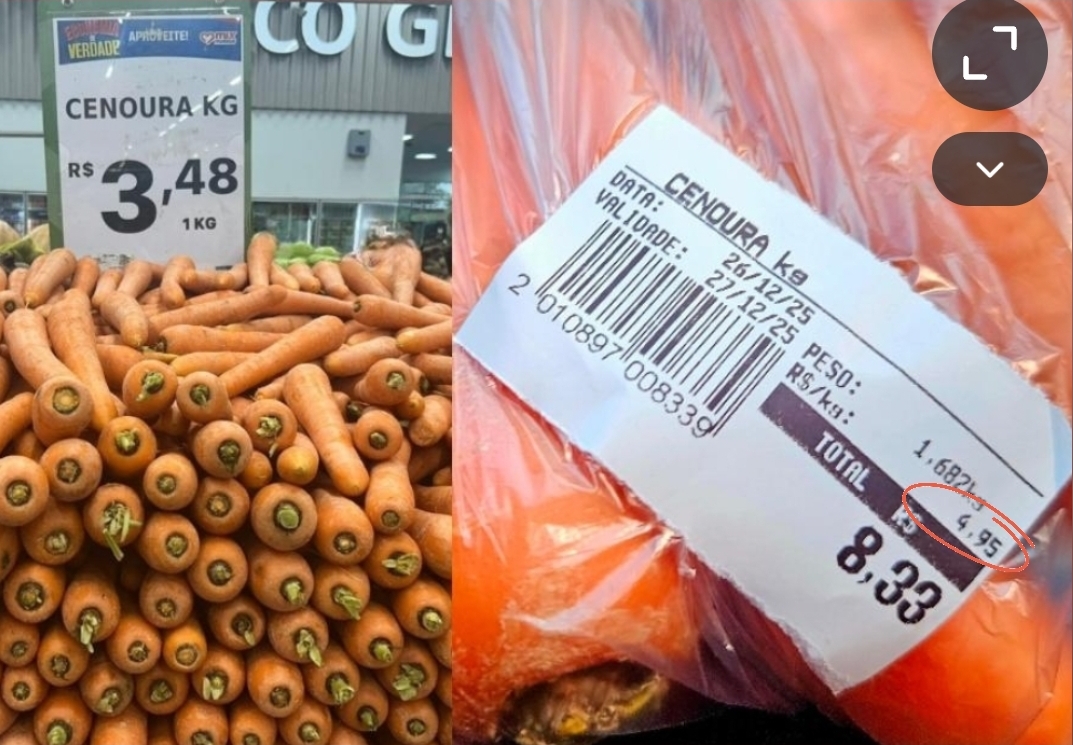 VERDADE
APROVEITE!
CO G
CENOURA KG
R$ 3,48
1 KG
CENOURA kg
DATA: 26/12/25
VALIDADE: 27/12/25
2 010897 008339
PESO: 1,682kg
R$/kg: 4,95
TOTAL R$
8,33